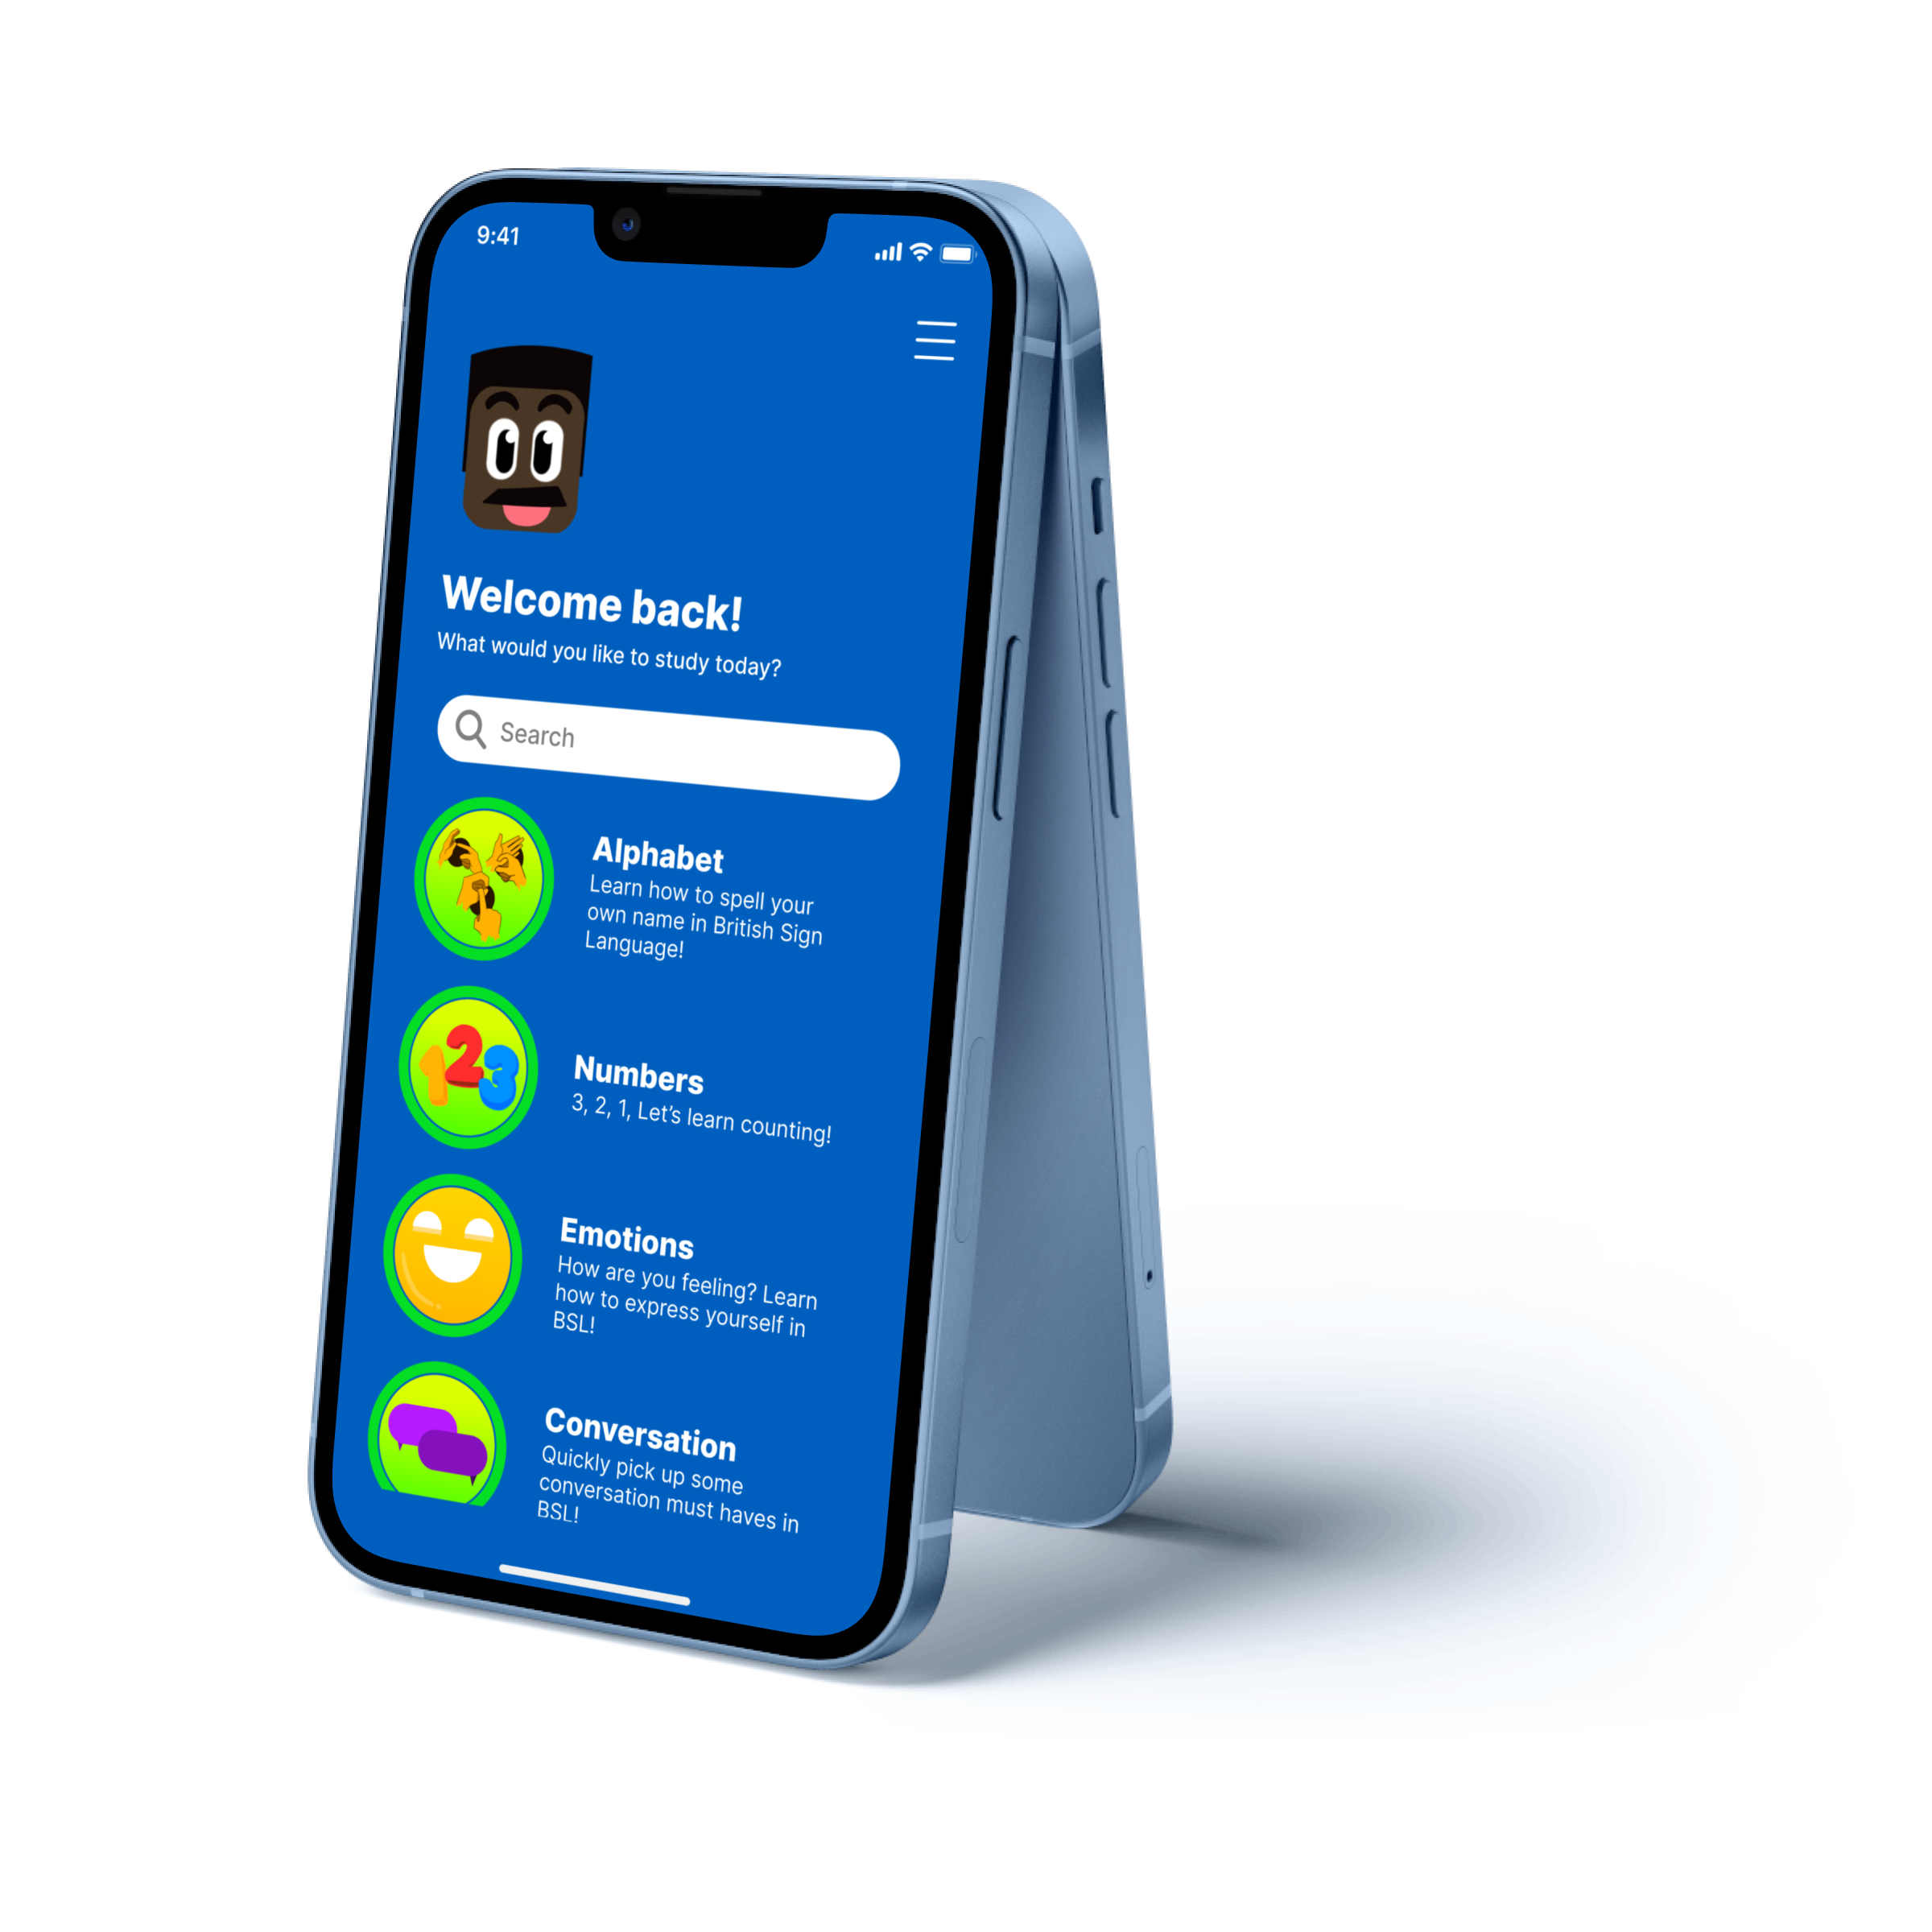 9:41
Welcome back!
What would you like to study today?
Search
Alphabet
Learn how to spell your
own name in British Sign
Language!
123
Numbers
3, 2, 1, Let's learn counting!
Emotions
How are you feeling? Learn
how to express yourself in
BSL!
Conversation
Quickly pick up some
conversation must haves in
BSL!